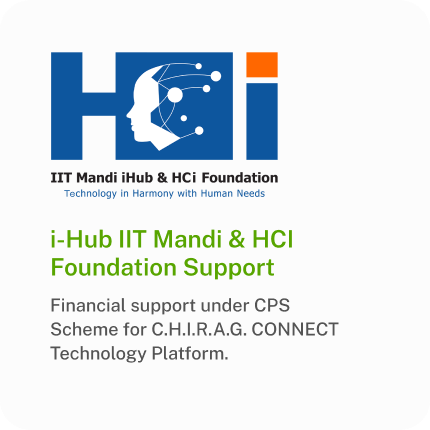 HCi
IIT Mandi iHub & HCi Foundation
Technology in Harmony with Human Needs
i-Hub IIT Mandi & HCI
Foundation Support
Financial support under CPS
Scheme for C.H.I.R.A.G. CONNECT
Technology Platform.